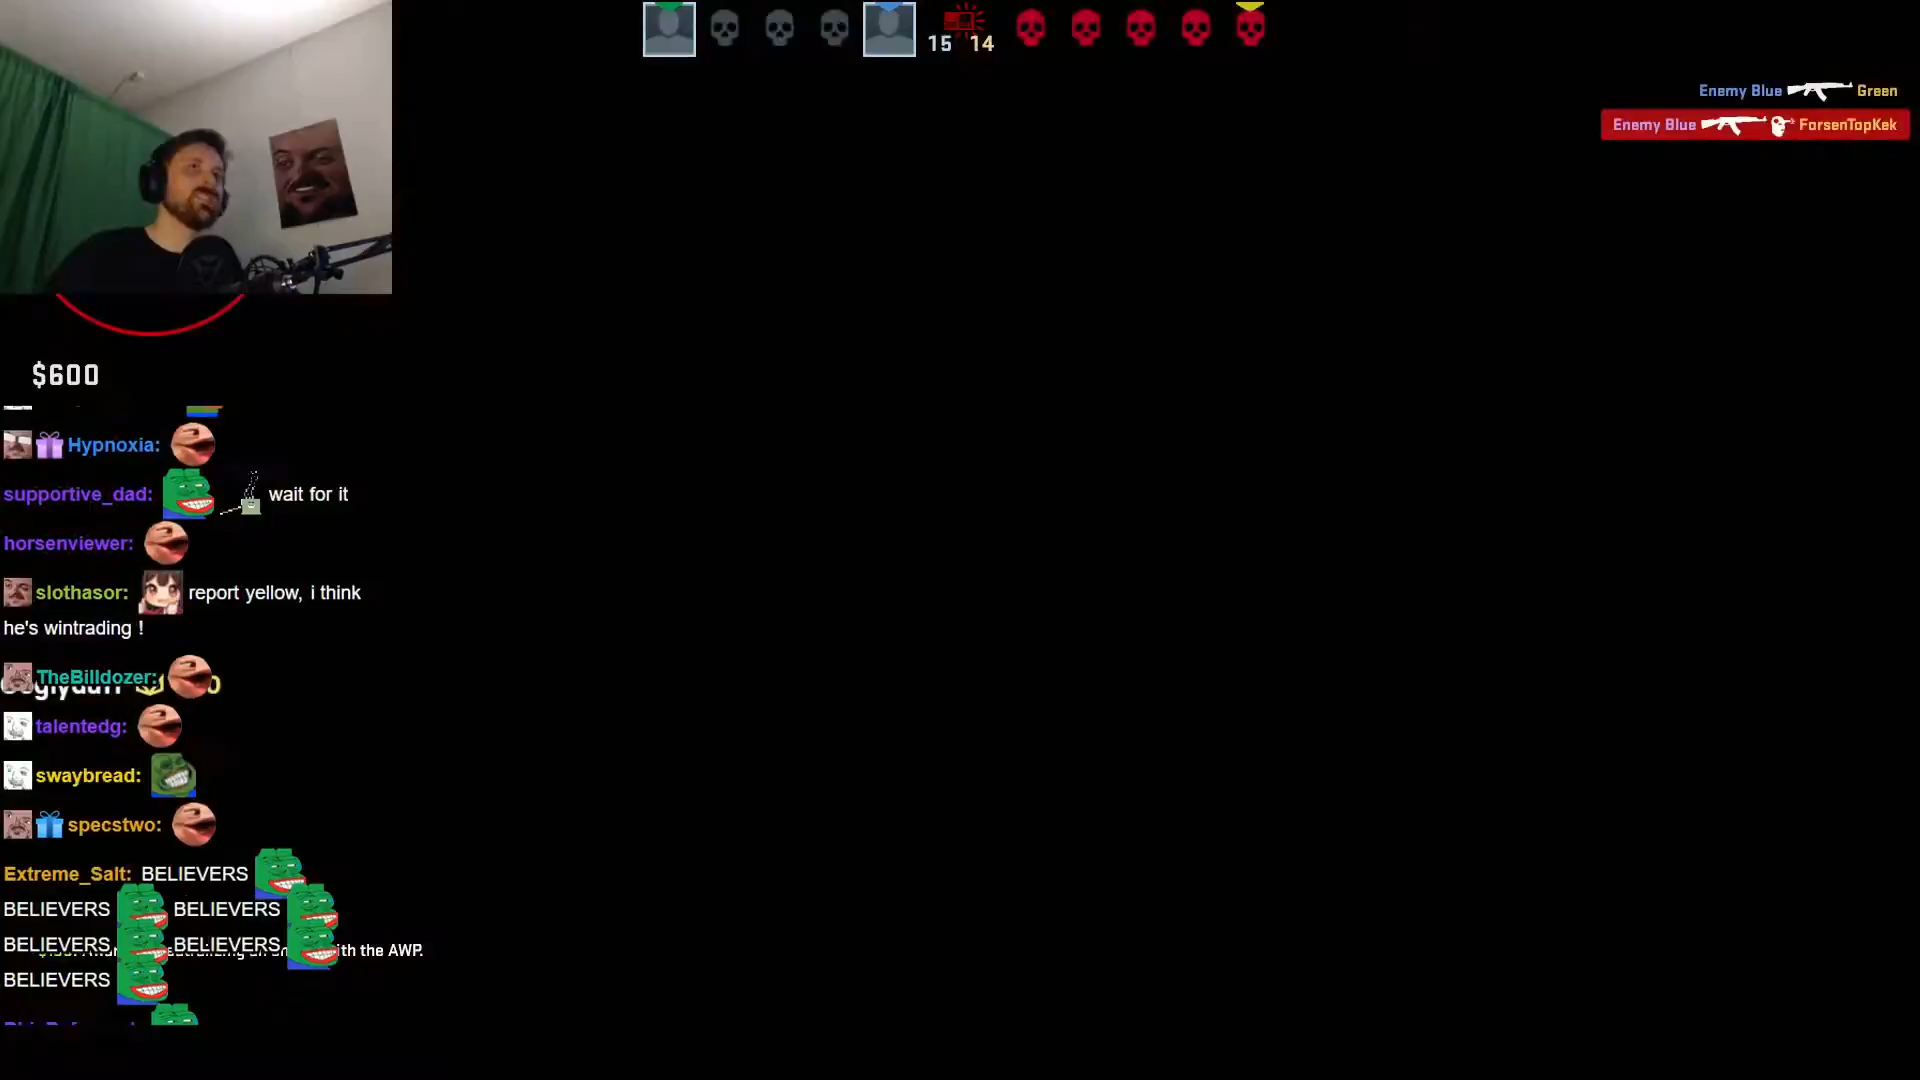 15 14
Enemy Blue Green
Enemy Blue ForsenTopKek
$600
Hypnoxia:
supportive_dad: wait for it
horsenviewer:
slothasor: report yellow, i think
he's wintrading !
TheBilldozer:
talentedg:
swaybread:
specstwo:
Extreme_Salt: BELIEVERS
BELIEVERS BELIEVERS
BELIEVERS BELIEVERS
with the AWP.
BELIEVERS